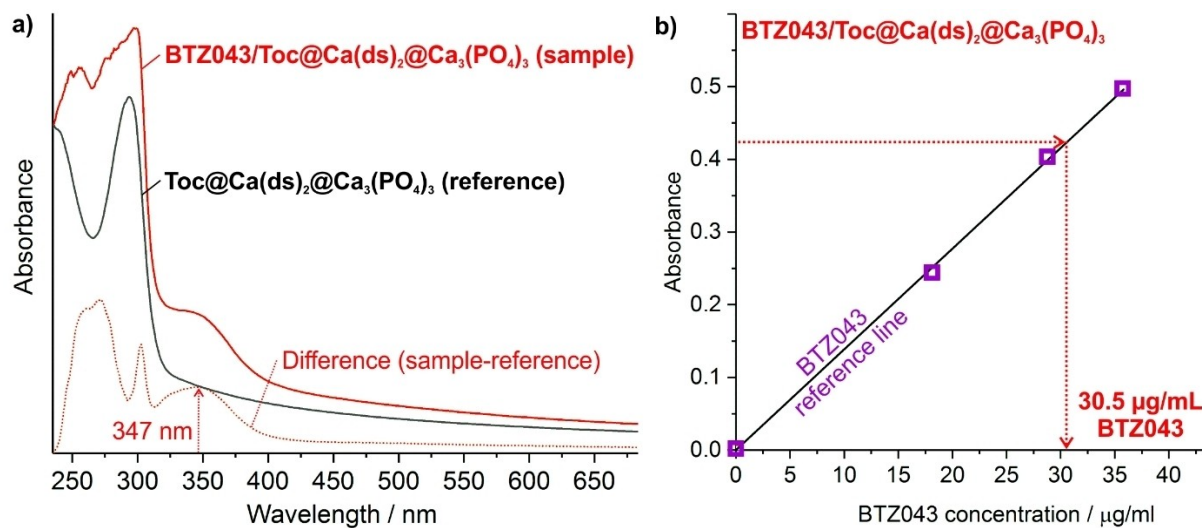 a)
BTZ043/Toc@Ca(ds)₂@Ca₃(PO₄)₃ (sample)
Toc@Ca(ds)₂@Ca₃(PO₄)₃ (reference)
Difference (sample-reference)
347 nm
Absorbance
250 300 350 400 450 500 550 600 650
Wavelength / nm
b)
BTZ043/Toc@Ca(ds)₂@Ca₃(PO₄)₃
0.5
0.4
0.3
0.2
0.1
0.0
Absorbance
BTZ043
reference line
30.5 µg/mL
BTZ043
0 5 10 15 20 25 30 35 40
BTZ043 concentration / µg/ml